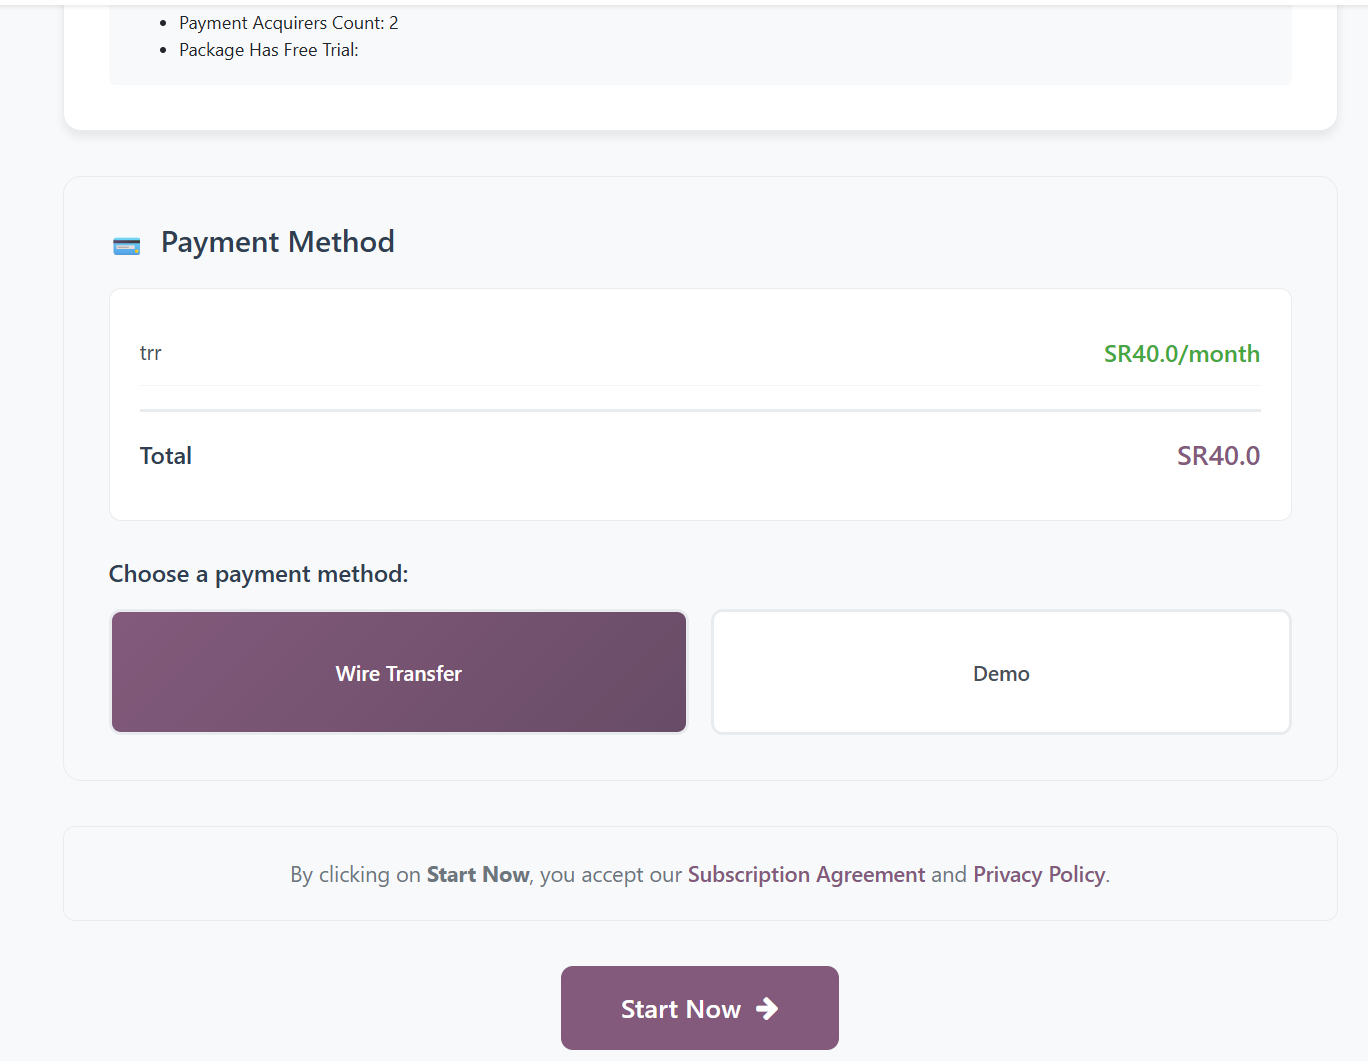 Payment Acquirers Count: 2
Package Has Free Trial:
Payment Method
trr SR40.0/month
Total SR40.0
Choose a payment method:
Wire Transfer Demo
By clicking on Start Now, you accept our Subscription Agreement and Privacy Policy.
Start Now